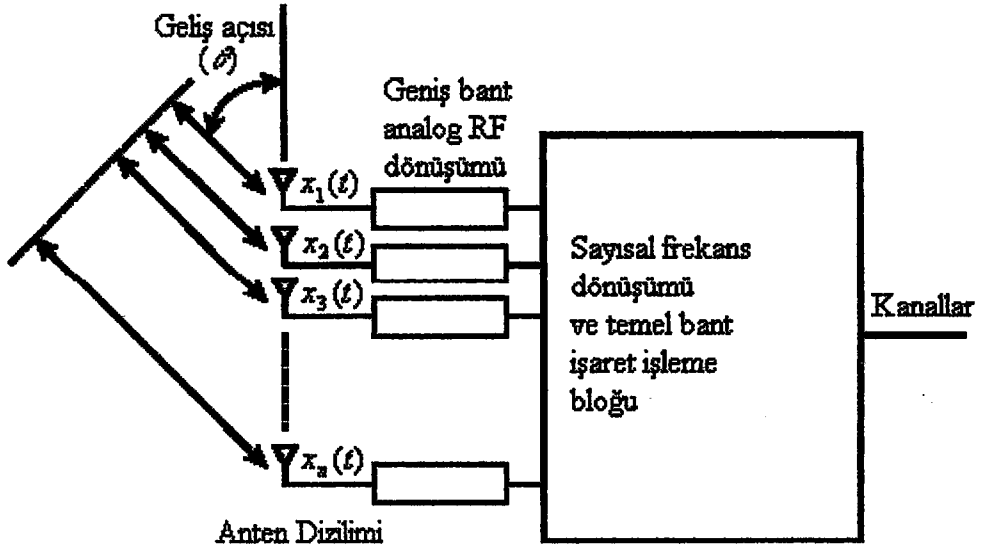 Geliş açısı
(θ)
Geniş bant
analog RF
dönüşümü
x₁(t)
x₂(t)
x₃(t)
xₙ(t)
Sayısal frekans
dönüşümü
ve temel bant
işaret işleme
bloğu
Kanallar
Anten Dizilimi